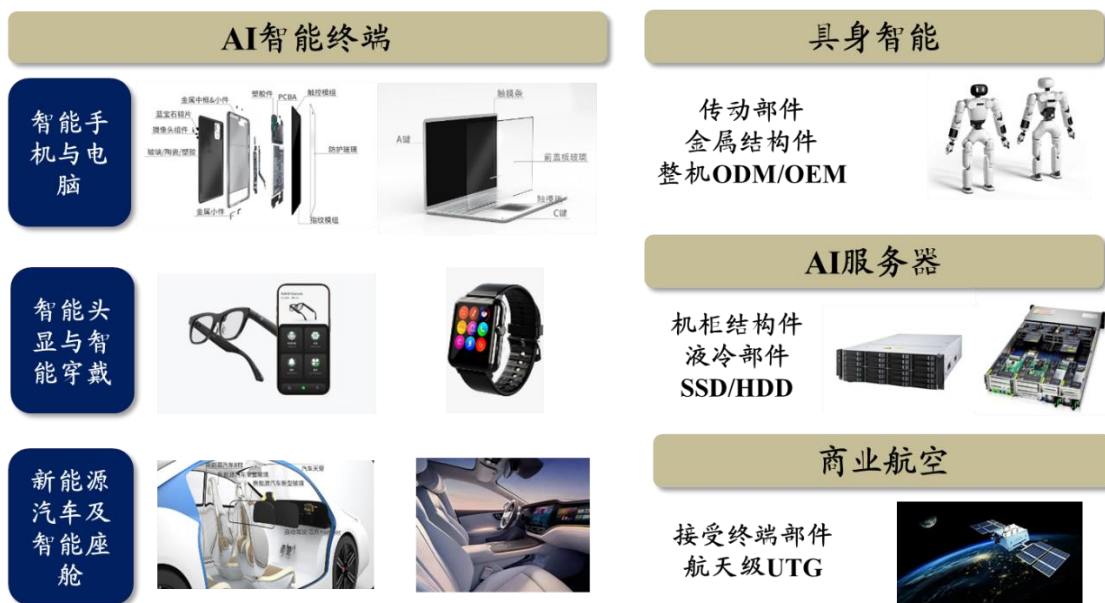 AI智能终端
智能手
机与电
脑
金属中框&小件
蓝宝石镜片
摄像头组件
玻璃/陶瓷/塑胶
金属小件
塑胶件
PCBA
触控模组
防护玻璃
指纹模组
触膜条
A键
前盖板玻璃
C键
智能头
显与智
能穿戴
新能源
汽车及
智能座
舱
汽车天窗
具身智能
传动部件
金属结构件
整机ODM/OEM
AI服务器
机柜结构件
液冷部件
SSD/HDD
商业航空
接受终端部件
航天级UTG